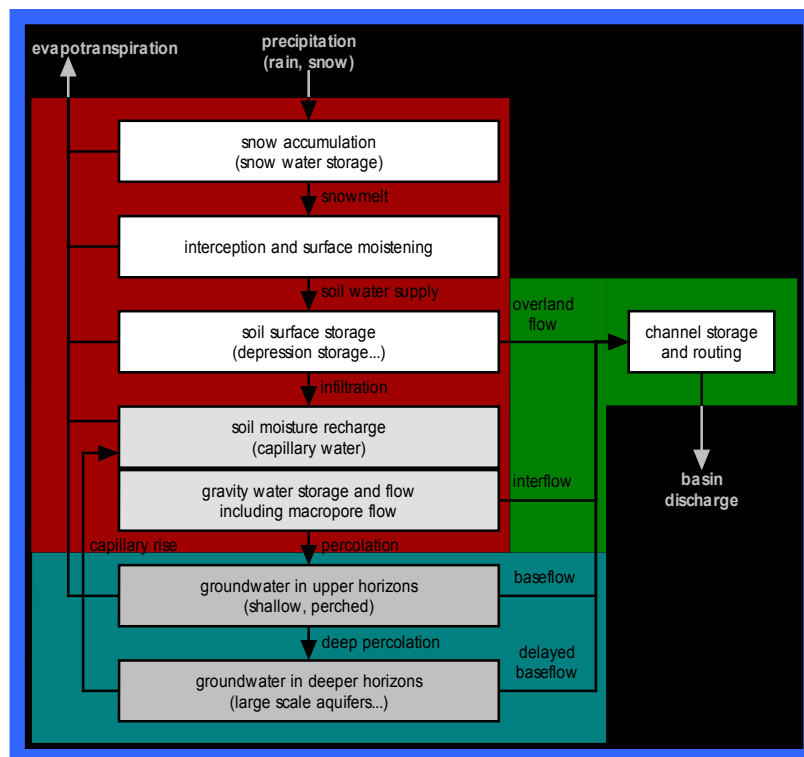 evapotranspiration
precipitation
(rain, snow)
snow accumulation
(snow water storage)
snowmelt
interception and surface moistening
soil water supply
overland
flow
soil surface storage
(depression storage...)
channel storage
and routing
infiltration
soil moisture recharge
(capillary water)
gravity water storage and flow
including macropore flow
interflow
basin
discharge
capillary rise
percolation
groundwater in upper horizons
(shallow, perched)
baseflow
deep percolation
delayed
baseflow
groundwater in deeper horizons
(large scale aquifers...)